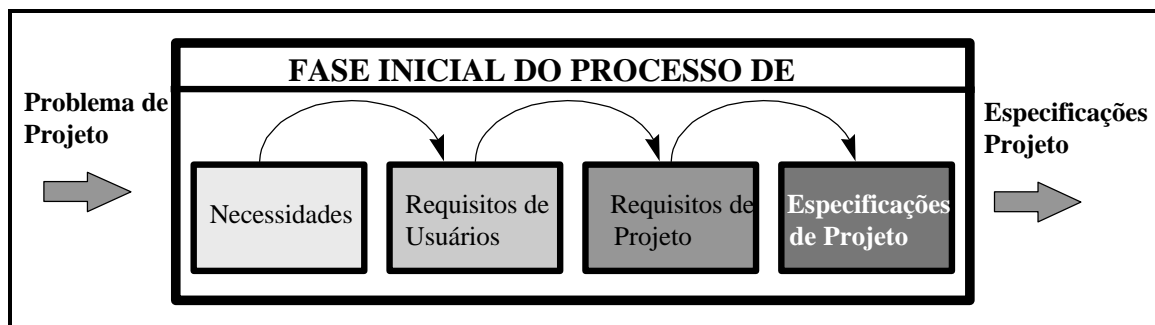 FASE INICIAL DO PROCESSO DE
Problema de
Projeto
Necessidades
Requisitos de
Usuários
Requisitos de
Projeto
Especificações
de Projeto
Especificações
Projeto